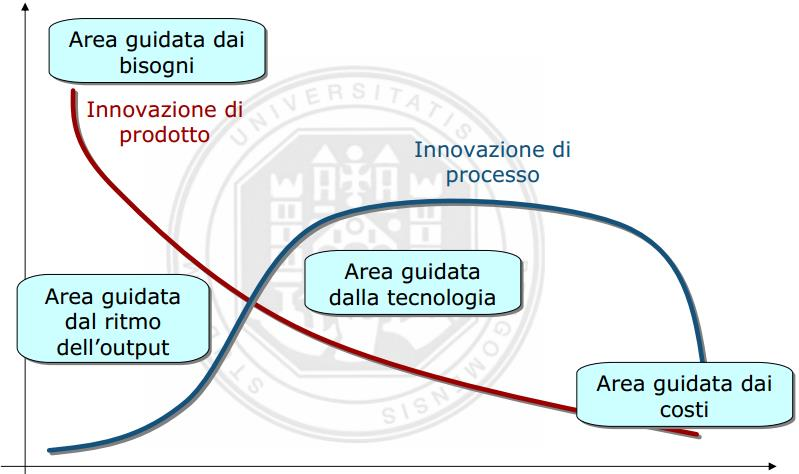 Area guidata dai
bisogni
Innovazione di
prodotto
Innovazione di
processo
Area guidata
dalla tecnologia
Area guidata
dal ritmo
dell'output
Area guidata dai
costi
UNIVERSITATIS